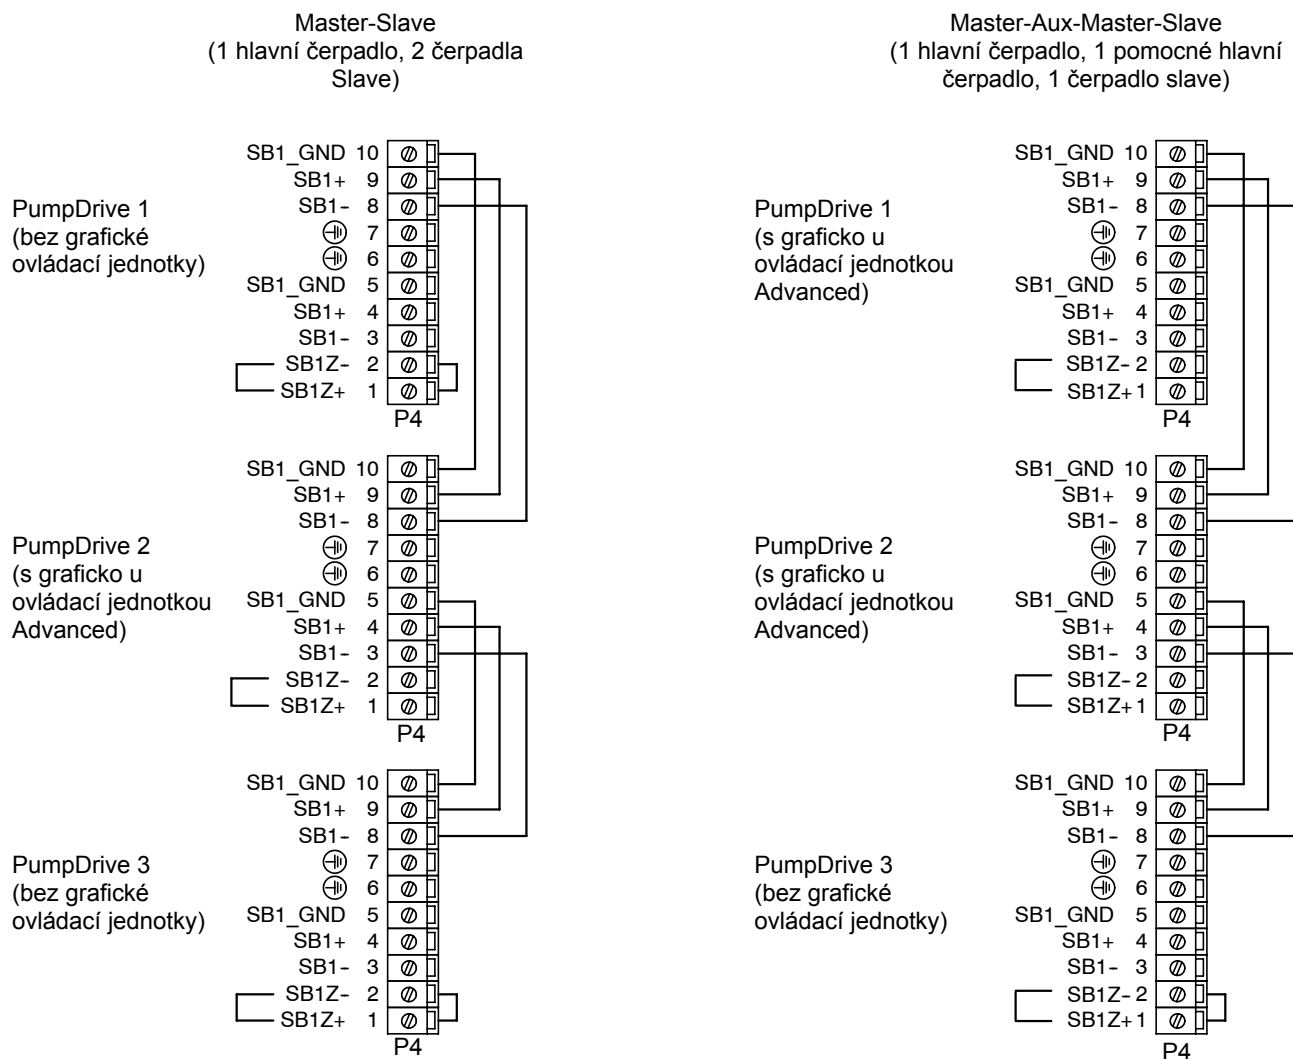 Master-Slave
(1 hlavní čerpadlo, 2 čerpadla
Slave)
SB1_GND 10
SB1+ 9
SB1- 8
7
6
SB1_GND 5
SB1+ 4
SB1- 3
SB1Z- 2
SB1Z+ 1
P4
PumpDrive 1
(bez grafické
ovládací jednotky)
SB1_GND 10
SB1+ 9
SB1- 8
7
6
SB1_GND 5
SB1+ 4
SB1- 3
SB1Z- 2
SB1Z+ 1
P4
PumpDrive 2
(s graficko u
ovládací jednotkou
Advanced)
SB1_GND 10
SB1+ 9
SB1- 8
7
6
SB1_GND 5
SB1+ 4
SB1- 3
SB1Z- 2
SB1Z+ 1
P4
PumpDrive 3
(bez grafické
ovládací jednotky)
Master-Aux-Master-Slave
(1 hlavní čerpadlo, 1 pomocné hlavní
čerpadlo, 1 čerpadlo slave)
SB1_GND 10
SB1+ 9
SB1- 8
7
6
SB1_GND 5
SB1+ 4
SB1- 3
SB1Z- 2
SB1Z+ 1
P4
PumpDrive 1
(s graficko u
ovládací jednotkou
Advanced)
SB1_GND 10
SB1+ 9
SB1- 8
7
6
SB1_GND 5
SB1+ 4
SB1- 3
SB1Z- 2
SB1Z+ 1
P4
PumpDrive 2
(s graficko u
ovládací jednotkou
Advanced)
SB1_GND 10
SB1+ 9
SB1- 8
7
6
SB1_GND 5
SB1+ 4
SB1- 3
SB1Z- 2
SB1Z+ 1
P4
PumpDrive 3
(bez grafické
ovládací jednotky)